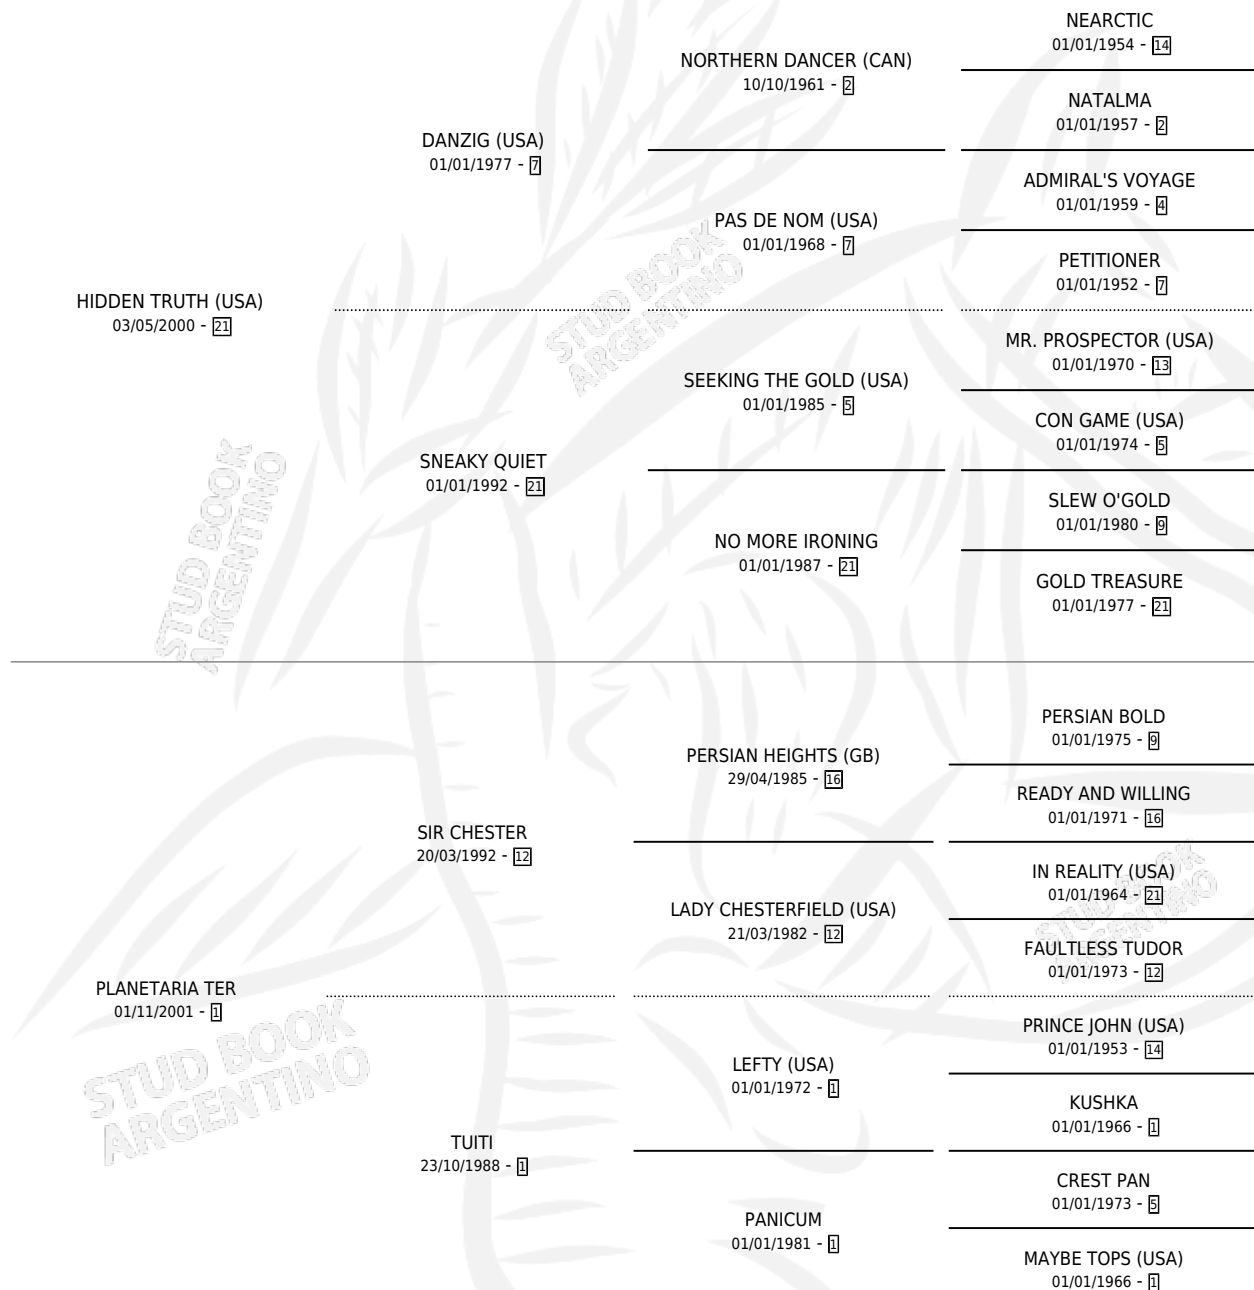 NEARCTIC
01/01/1954 - 14
NORTHERN DANCER (CAN)
10/10/1961 - 2
NATALMA
01/01/1957 - 2
DANZIG (USA)
01/01/1977 - 7
ADMIRAL'S VOYAGE
01/01/1959 - 4
PAS DE NOM (USA)
01/01/1968 - 7
PETITIONER
01/01/1952 - 7
HIDDEN TRUTH (USA)
03/05/2000 - 21
STUD BOOK
ARGENTINO
MR. PROSPECTOR (USA)
01/01/1970 - 13
SEEKING THE GOLD (USA)
01/01/1985 - 5
CON GAME (USA)
01/01/1974 - 5
SNEAKY QUIET
01/01/1992 - 21
SLEW O'GOLD
01/01/1980 - 9
NO MORE IRONING
01/01/1987 - 21
GOLD TREASURE
01/01/1977 - 21
STUD BOOK
ARGENTINO
PERSIAN BOLD
01/01/1975 - 9
PERSIAN HEIGHTS (GB)
29/04/1985 - 16
READY AND WILLING
01/01/1971 - 16
SIR CHESTER
20/03/1992 - 12
IN REALITY (USA)
01/01/1964 - 21
LADY CHESTERFIELD (USA)
21/03/1982 - 12
STUD BOOK
ARGENTINO
FAULTLESS TUDOR
01/01/1973 - 12
PLANETARIA TER
01/11/2001 - 1
PRINCE JOHN (USA)
01/01/1953 - 14
STUD BOOK
ARGENTINO
LEFTY (USA)
01/01/1972 - 1
KUSHKA
01/01/1966 - 1
TUITI
23/10/1988 - 1
CREST PAN
01/01/1973 - 5
PANICUM
01/01/1981 - 1
MAYBE TOPS (USA)
01/01/1966 - 1